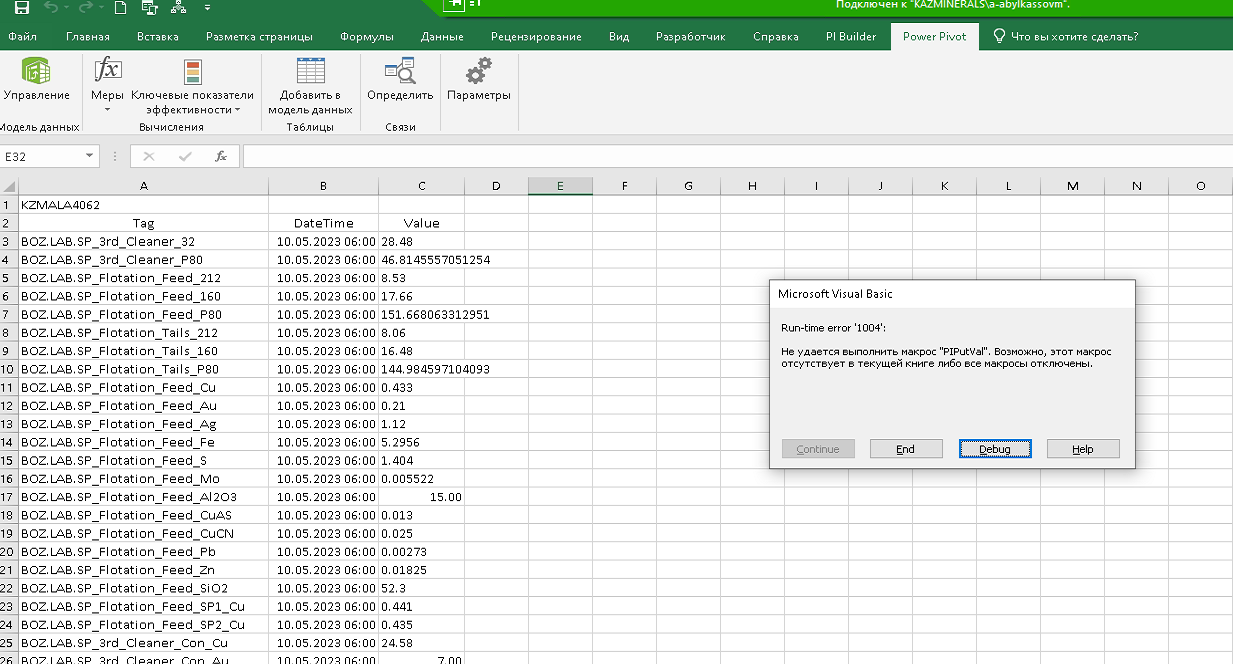 Подключен к "KAZMINERALS\a-abylkassovm".
Файл Главная Вставка Разметка страницы Формулы Данные Рецензирование Вид Разработчик Справка PI Builder Power Pivot Что вы хотите сделать?
Управление Меры Ключевые показатели Добавить в Определить Параметры
эффективности модель данных
Модель данных Вычисления Таблицы Связи
E32 fx
A B C D E F G H I J K L M N O
1 KZMALA4062
2 Tag DateTime Value
3 BOZ.LAB.SP_3rd_Cleaner_32 10.05.2023 06:00 28.48
4 BOZ.LAB.SP_3rd_Cleaner_P80 10.05.2023 06:00 46.8145557051254
5 BOZ.LAB.SP_Flotation_Feed_212 10.05.2023 06:00 8.53
6 BOZ.LAB.SP_Flotation_Feed_160 10.05.2023 06:00 17.66
7 BOZ.LAB.SP_Flotation_Feed_P80 10.05.2023 06:00 151.668063312951
8 BOZ.LAB.SP_Flotation_Tails_212 10.05.2023 06:00 8.06
9 BOZ.LAB.SP_Flotation_Tails_160 10.05.2023 06:00 16.48
10 BOZ.LAB.SP_Flotation_Tails_P80 10.05.2023 06:00 144.984597104093
11 BOZ.LAB.SP_Flotation_Feed_Cu 10.05.2023 06:00 0.433
12 BOZ.LAB.SP_Flotation_Feed_Au 10.05.2023 06:00 0.21
13 BOZ.LAB.SP_Flotation_Feed_Ag 10.05.2023 06:00 1.12
14 BOZ.LAB.SP_Flotation_Feed_Fe 10.05.2023 06:00 5.2956
15 BOZ.LAB.SP_Flotation_Feed_S 10.05.2023 06:00 1.404
16 BOZ.LAB.SP_Flotation_Feed_Mo 10.05.2023 06:00 0.005522
17 BOZ.LAB.SP_Flotation_Feed_Al2O3 10.05.2023 06:00 15.00
18 BOZ.LAB.SP_Flotation_Feed_CuAS 10.05.2023 06:00 0.013
19 BOZ.LAB.SP_Flotation_Feed_CuCN 10.05.2023 06:00 0.025
20 BOZ.LAB.SP_Flotation_Feed_Pb 10.05.2023 06:00 0.00273
21 BOZ.LAB.SP_Flotation_Feed_Zn 10.05.2023 06:00 0.01825
22 BOZ.LAB.SP_Flotation_Feed_SiO2 10.05.2023 06:00 52.3
23 BOZ.LAB.SP_Flotation_Feed_SP1_Cu 10.05.2023 06:00 0.441
24 BOZ.LAB.SP_Flotation_Feed_SP2_Cu 10.05.2023 06:00 0.435
25 BOZ.LAB.SP_3rd_Cleaner_Con_Cu 10.05.2023 06:00 24.58
26 BOZ.LAB.SP_3rd_Cleaner_Con_Au 10.05.2023 06:00 7.00
Microsoft Visual Basic
Run-time error '1004':
Не удается выполнить макрос "PIPutVal". Возможно, этот макрос
отсутствует в текущей книге либо все макросы отключены.
Continue End Debug Help